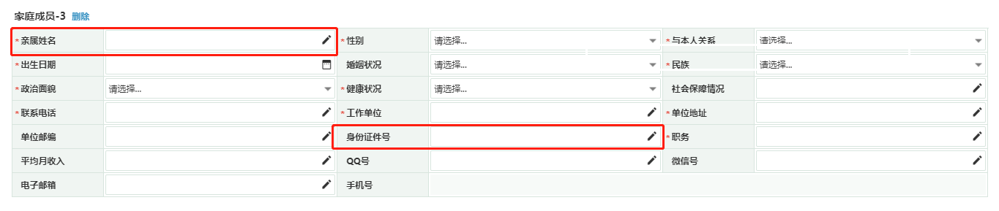 家庭成员-3 删除
*亲属姓名 *性别 请选择... *与本人关系 请选择...
*出生日期 婚姻状况 请选择... *民族 请选择...
*政治面貌 请选择... *健康状况 请选择... 社会保障情况
*联系电话 *工作单位 *单位地址
单位邮编 身份证件号 *职务
平均月收入 QQ号 微信号
电子邮箱 手机号